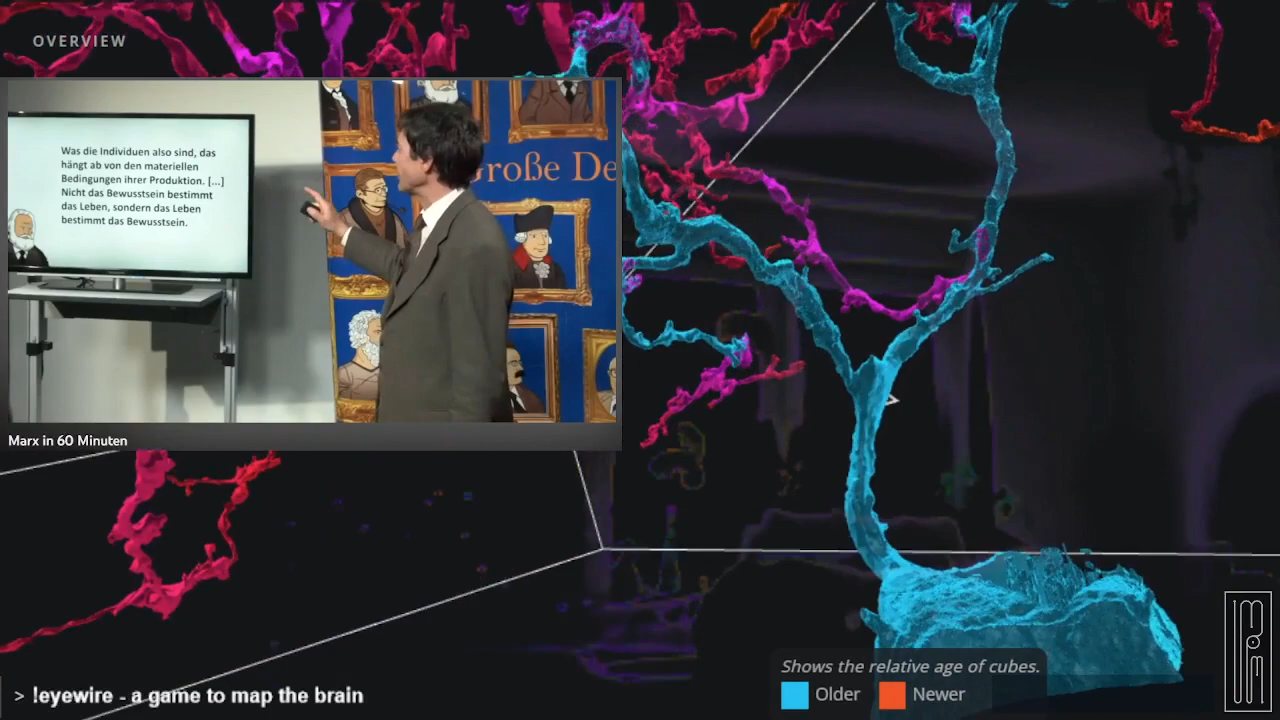 OVERVIEW
Was die Individuen also sind, das
hängt ab von den materiellen
Bedingungen ihrer Produktion. [...]
Nicht das Bewusstsein bestimmt
das Leben, sondern das Leben
bestimmt das Bewusstsein.
Große De
Marx in 60 Minuten
Shows the relative age of cubes.
Older
Newer
> !eyewire - a game to map the brain